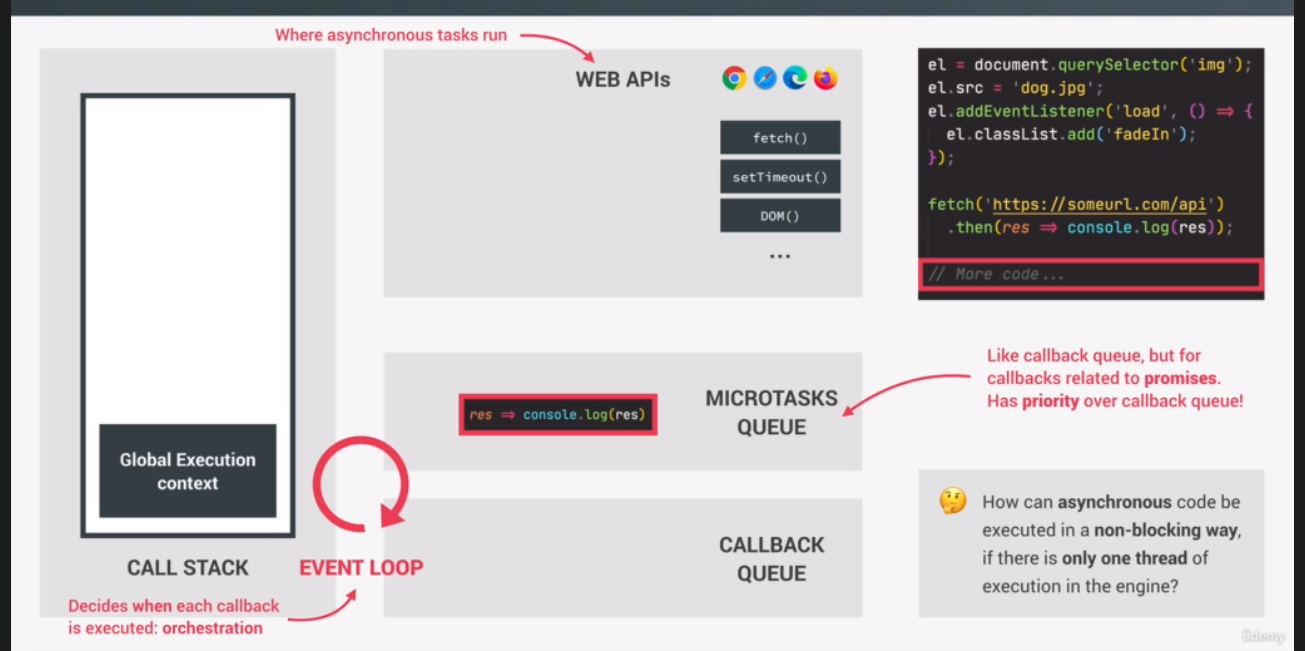 Where asynchronous tasks run
WEB APIs
fetch()
setTimeout()
DOM()
...
el = document.querySelector('img');
el.src = 'dog.jpg';
el.addEventListener('load', () => {
el.classList.add('fadeIn');
});
fetch('https://someurl.com/api')
.then(res => console.log(res));
// More code...
Global Execution
context
CALL STACK
EVENT LOOP
Decides when each callback
is executed: orchestration
res => console.log(res)
MICROTASKS
QUEUE
Like callback queue, but for
callbacks related to promises.
Has priority over callback queue!
CALLBACK
QUEUE
How can asynchronous code be
executed in a non-blocking way,
if there is only one thread of
execution in the engine?
ûdemy